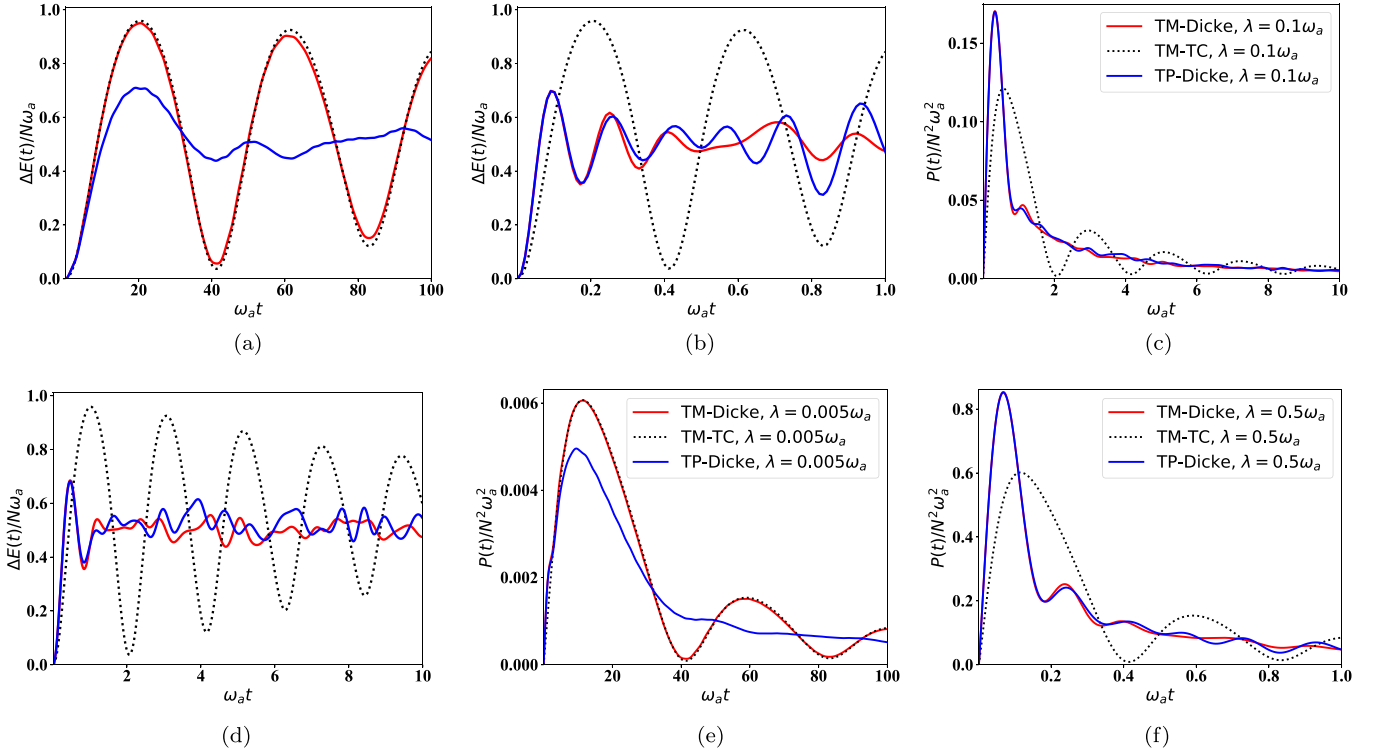 ΔE(t)/Nω_a
1.0
0.8
0.6
0.4
0.2
0.0
20
40
60
80
100
ω_a t
(a)
ΔE(t)/Nω_a
1.0
0.8
0.6
0.4
0.2
0.0
0.2
0.4
0.6
0.8
1.0
ω_a t
(b)
P(t)/N²ω_a²
0.15
0.10
0.05
0.00
TM-Dicke, λ = 0.1ω_a
TM-TC, λ = 0.1ω_a
TP-Dicke, λ = 0.1ω_a
2
4
6
8
10
ω_a t
(c)
ΔE(t)/Nω_a
1.0
0.8
0.6
0.4
0.2
0.0
2
4
6
8
10
ω_a t
(d)
P(t)/N²ω_a²
0.006
0.004
0.002
0.000
TM-Dicke, λ = 0.005ω_a
TM-TC, λ = 0.005ω_a
TP-Dicke, λ = 0.005ω_a
20
40
60
80
100
ω_a t
(e)
P(t)/N²ω_a²
0.8
0.6
0.4
0.2
0.0
TM-Dicke, λ = 0.5ω_a
TM-TC, λ = 0.5ω_a
TP-Dicke, λ = 0.5ω_a
0.2
0.4
0.6
0.8
1.0
ω_a t
(f)